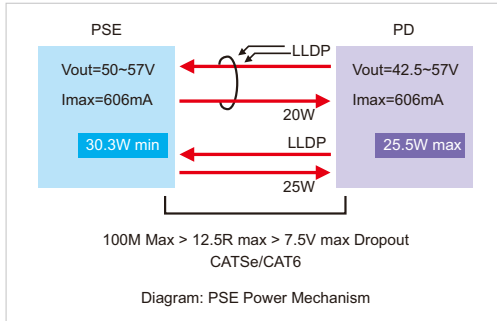 PSE
PD
LLDP
Vout=50~57V
Vout=42.5~57V
Imax=606mA
Imax=606mA
20W
30.3W min
LLDP
25.5W max
25W
100M Max > 12.5R max > 7.5V max Dropout
CATSe/CAT6
Diagram: PSE Power Mechanism